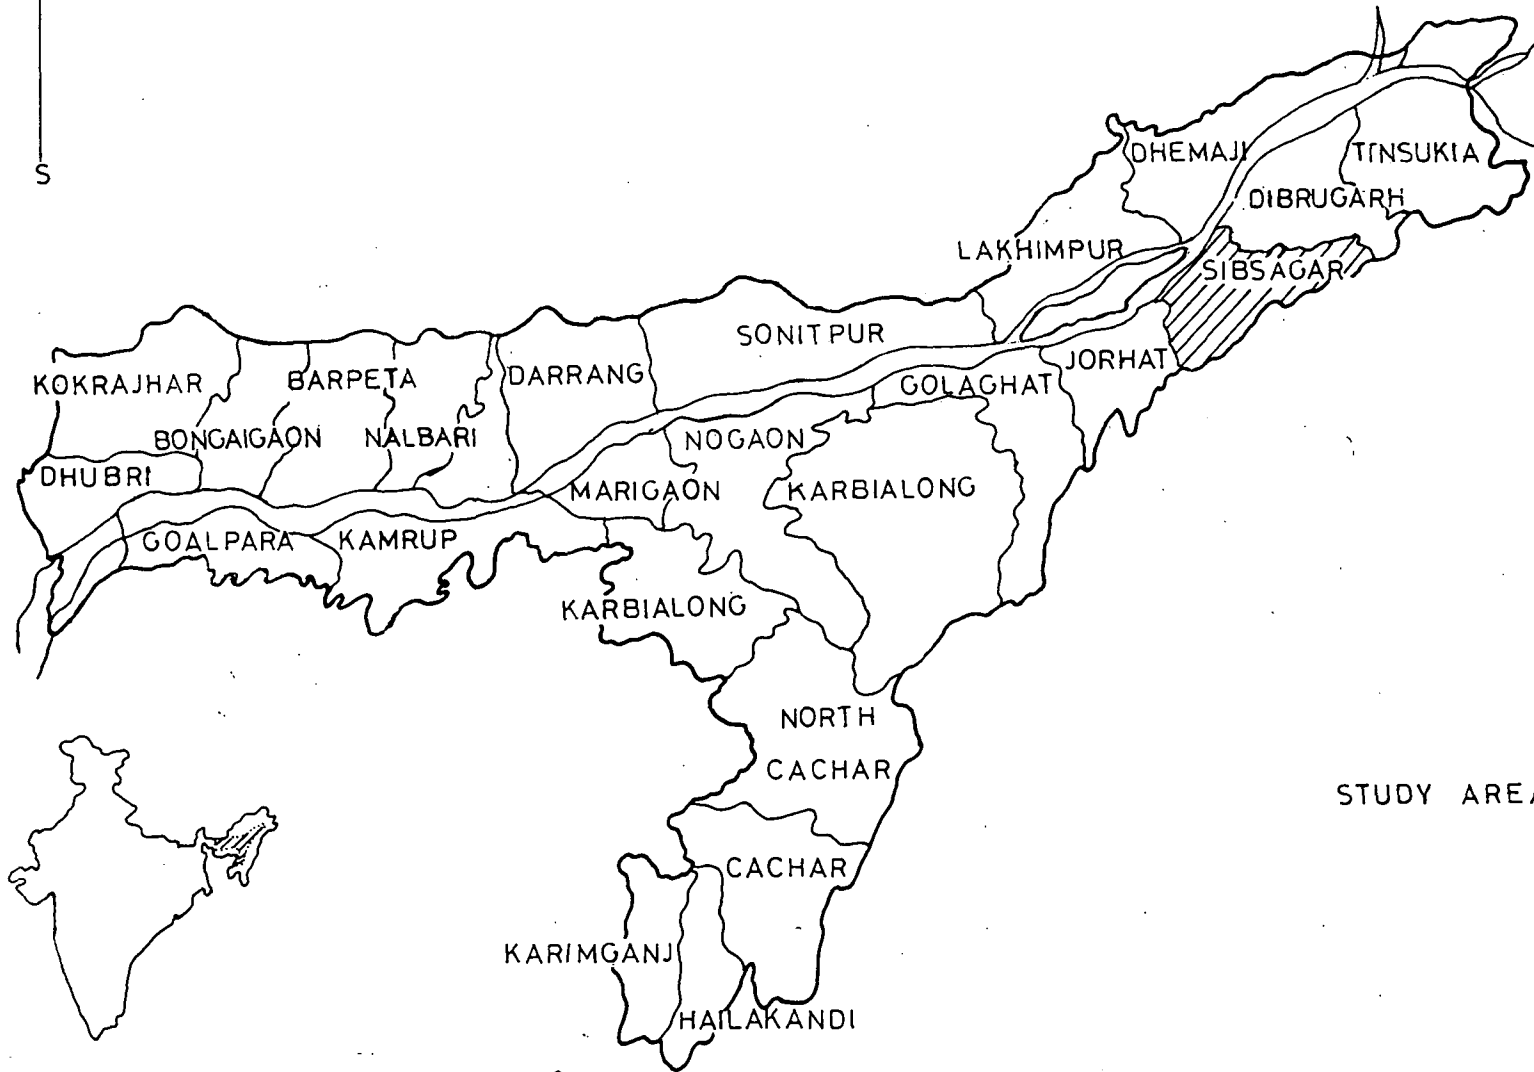 S
DHEMAJI
TINSUKIA
DIBRUGARH
LAKHIMPUR
SIBSAGAR
SONITPUR
JORHAT
KOKRAJHAR
BARPETA
DARRANG
GOLAGHAT
BONGAIGAON
NALBARI
NOGAON
DHUBRI
MARIGAON
KARBIALONG
GOALPARA
KAMRUP
KARBIALONG
NORTH
CACHAR
STUDY AREA
CACHAR
KARIMGANJ
HAILAKANDI